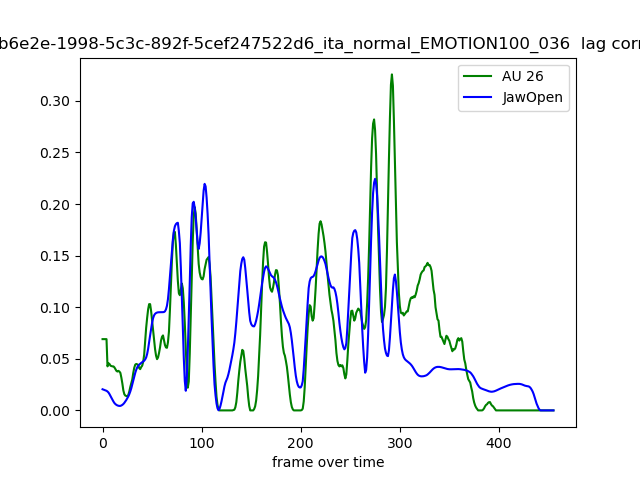 b6e2e-1998-5c3c-892f-5cef247522d6_ita_normal_EMOTION100_036 lag corr
AU 26
JawOpen
0.30
0.25
0.20
0.15
0.10
0.05
0.00
0 100 200 300 400
frame over time